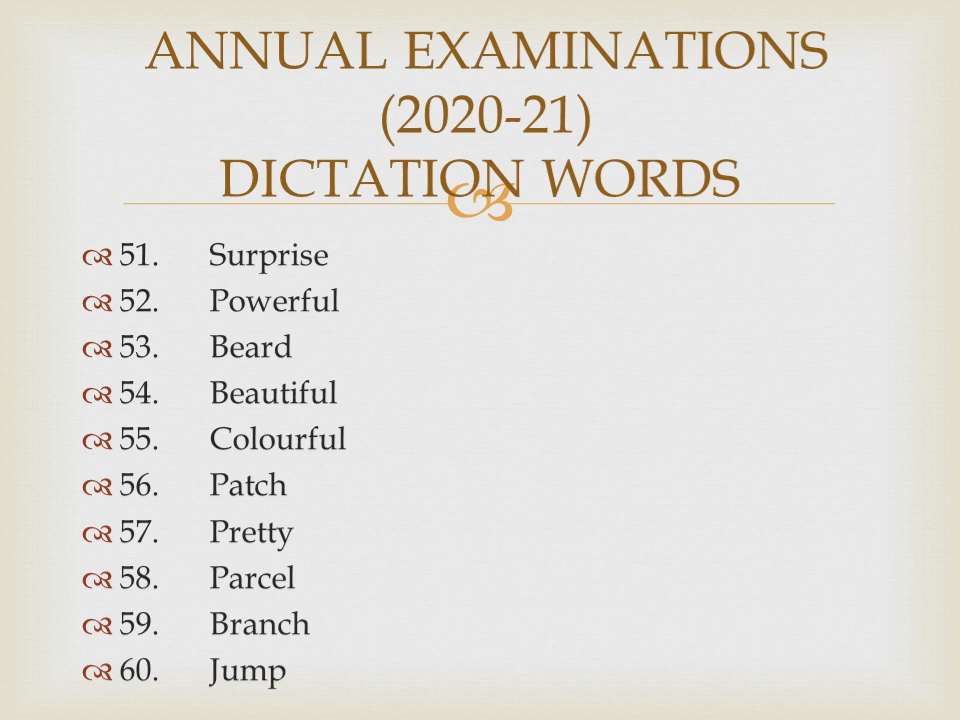 ANNUAL EXAMINATIONS
(2020-21)
DICTATION WORDS
51. Surprise
52. Powerful
53. Beard
54. Beautiful
55. Colourful
56. Patch
57. Pretty
58. Parcel
59. Branch
60. Jump